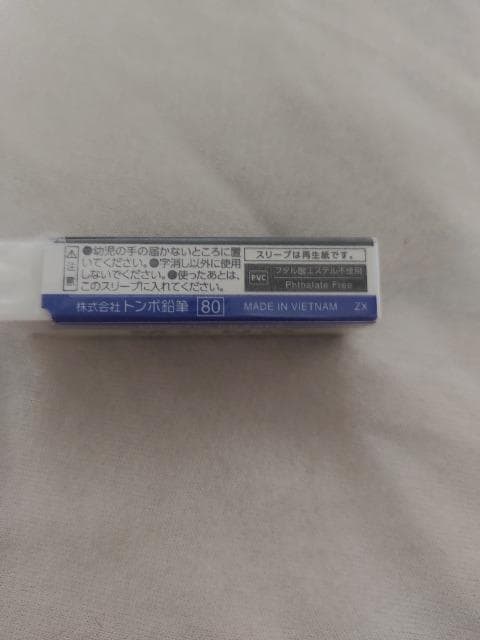 ⚠注意
●幼児の手の届かないところに置
いてください。●字消し以外に使用
しないでください。●使ったあとは、
このスリーブに入れてください。
スリーブは再生紙です。
PVC
フタル酸エステル不使用
Phthalate Free
株式会社トンボ鉛筆 80 MADE IN VIETNAM ZX